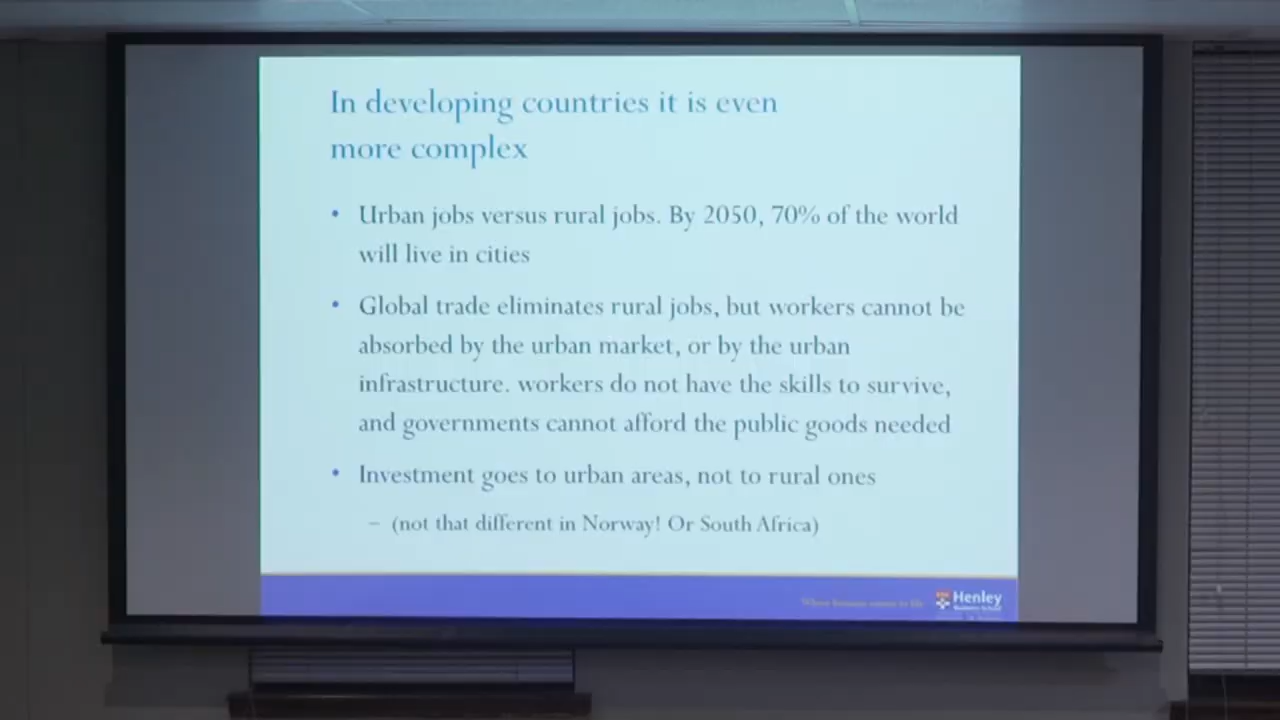 In developing countries it is even
more complex
• Urban jobs versus rural jobs. By 2050, 70% of the world
will live in cities
• Global trade eliminates rural jobs, but workers cannot be
absorbed by the urban market, or by the urban
infrastructure. workers do not have the skills to survive,
and governments cannot afford the public goods needed
• Investment goes to urban areas, not to rural ones
– (not that different in Norway! Or South Africa)
Henley
Business School